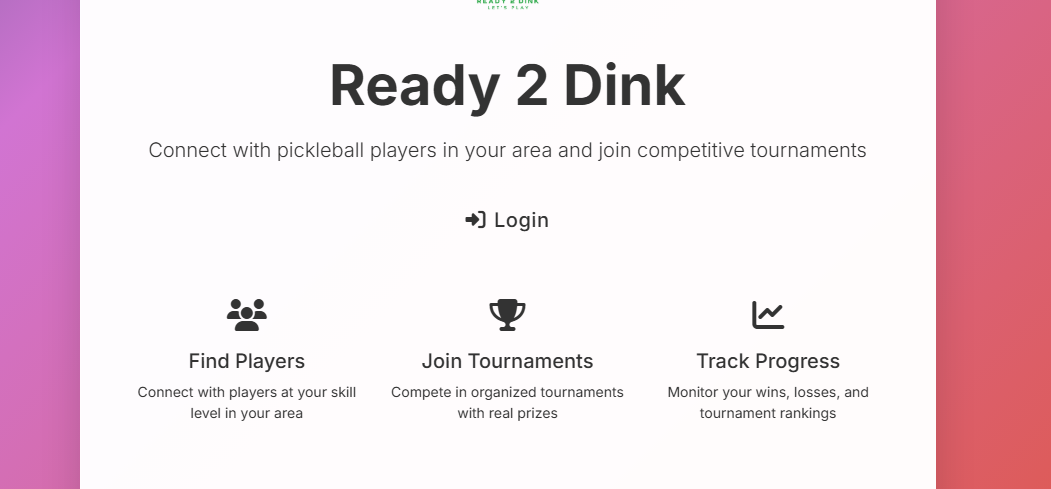 READY 2 DINK
LET'S PLAY
Ready 2 Dink
Connect with pickleball players in your area and join competitive tournaments
Login
Find Players
Connect with players at your skill
level in your area
Join Tournaments
Compete in organized tournaments
with real prizes
Track Progress
Monitor your wins, losses, and
tournament rankings